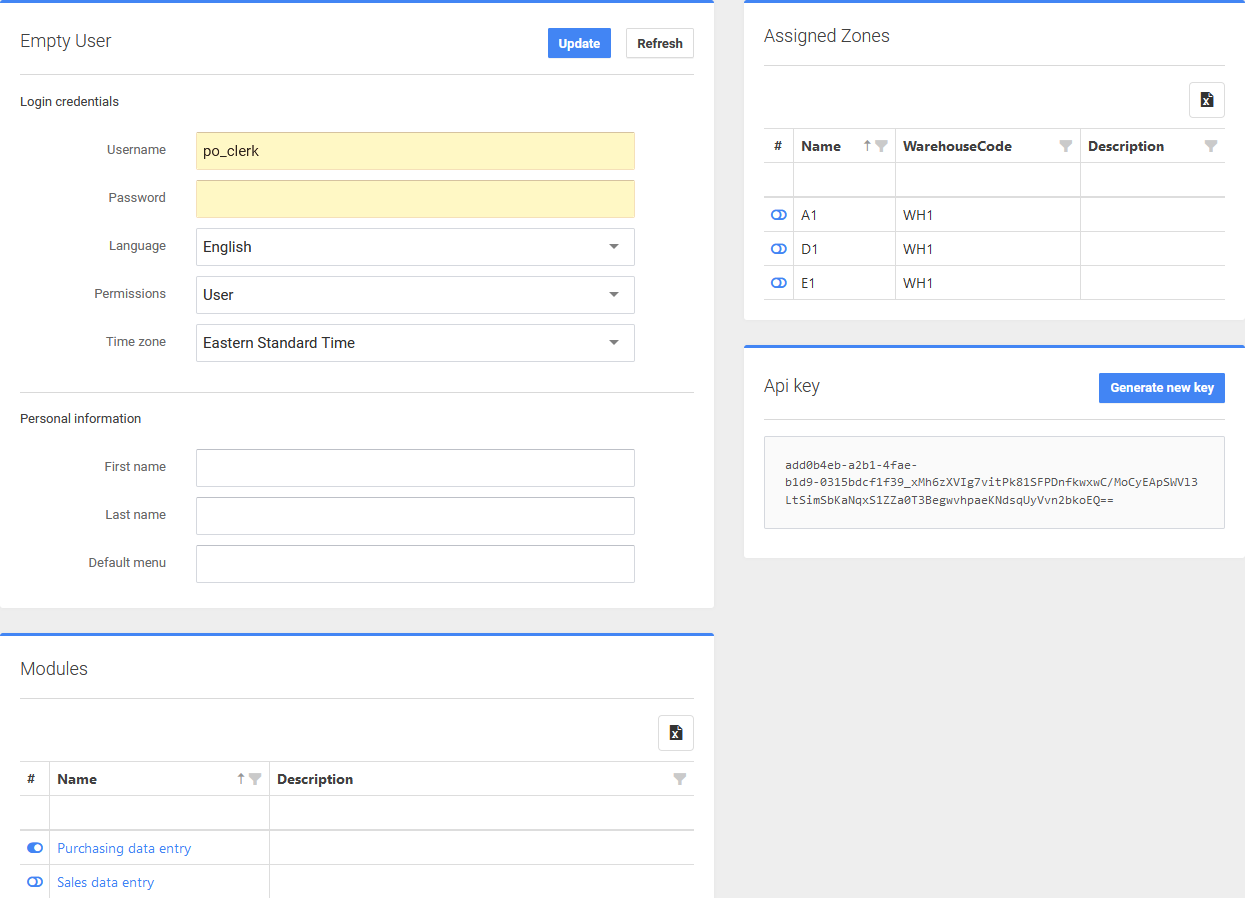 Empty User
Update
Refresh
Login credentials
Username
po_clerk
Password
Language
English
Permissions
User
Time zone
Eastern Standard Time
Personal information
First name
Last name
Default menu
Modules
# Name Description
Purchasing data entry
Sales data entry
Assigned Zones
# Name WarehouseCode Description
A1 WH1
D1 WH1
E1 WH1
Api key
Generate new key
add0b4eb-a2b1-4fae-
b1d9-0315bdcf1f39_xMh6zXVIg7vitPk81SFPDnfkwxwC/MoCyEApSWVl3
LtSimSbKaNqxS1ZZa0T3BegwvhpaeKNdsqUyVvn2bkoEQ==